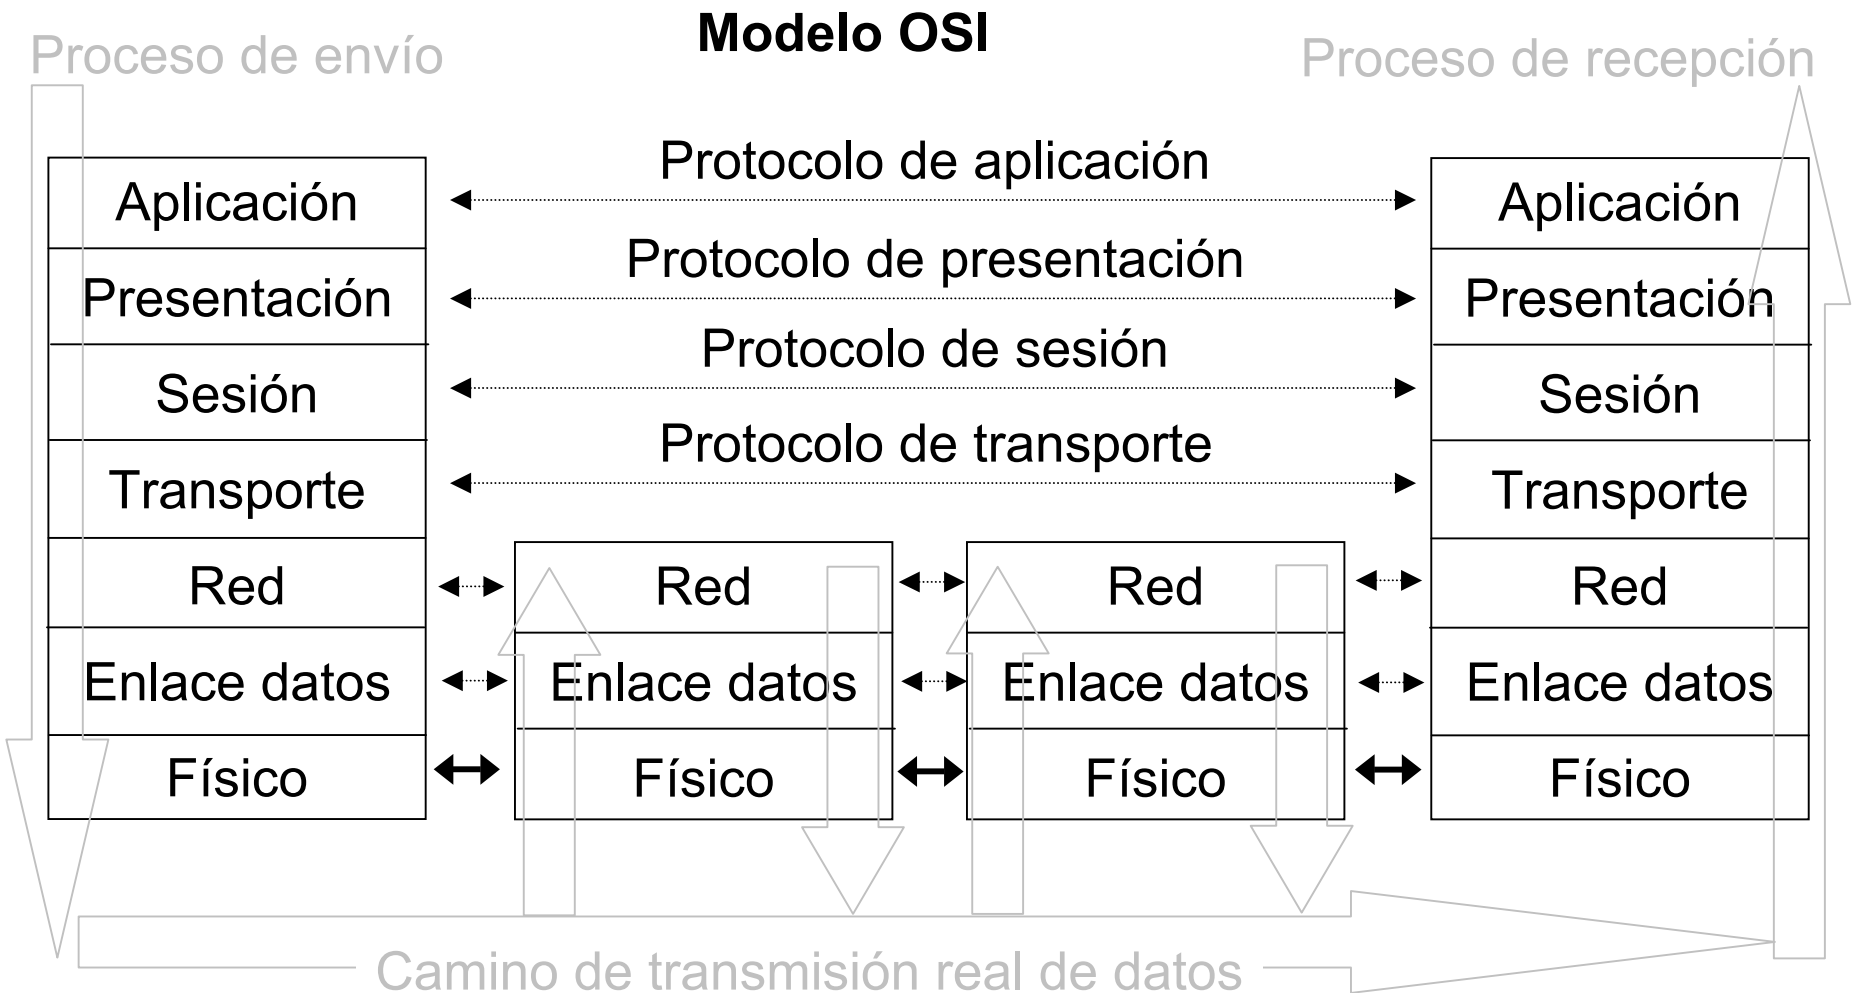 Modelo OSI
Proceso de envío
Proceso de recepción
Protocolo de aplicación
Aplicación
Aplicación
Protocolo de presentación
Presentación
Presentación
Protocolo de sesión
Sesión
Sesión
Protocolo de transporte
Transporte
Transporte
Red
Red
Red
Red
Enlace datos
Enlace datos
Enlace datos
Enlace datos
Físico
Físico
Físico
Físico
Camino de transmisión real de datos